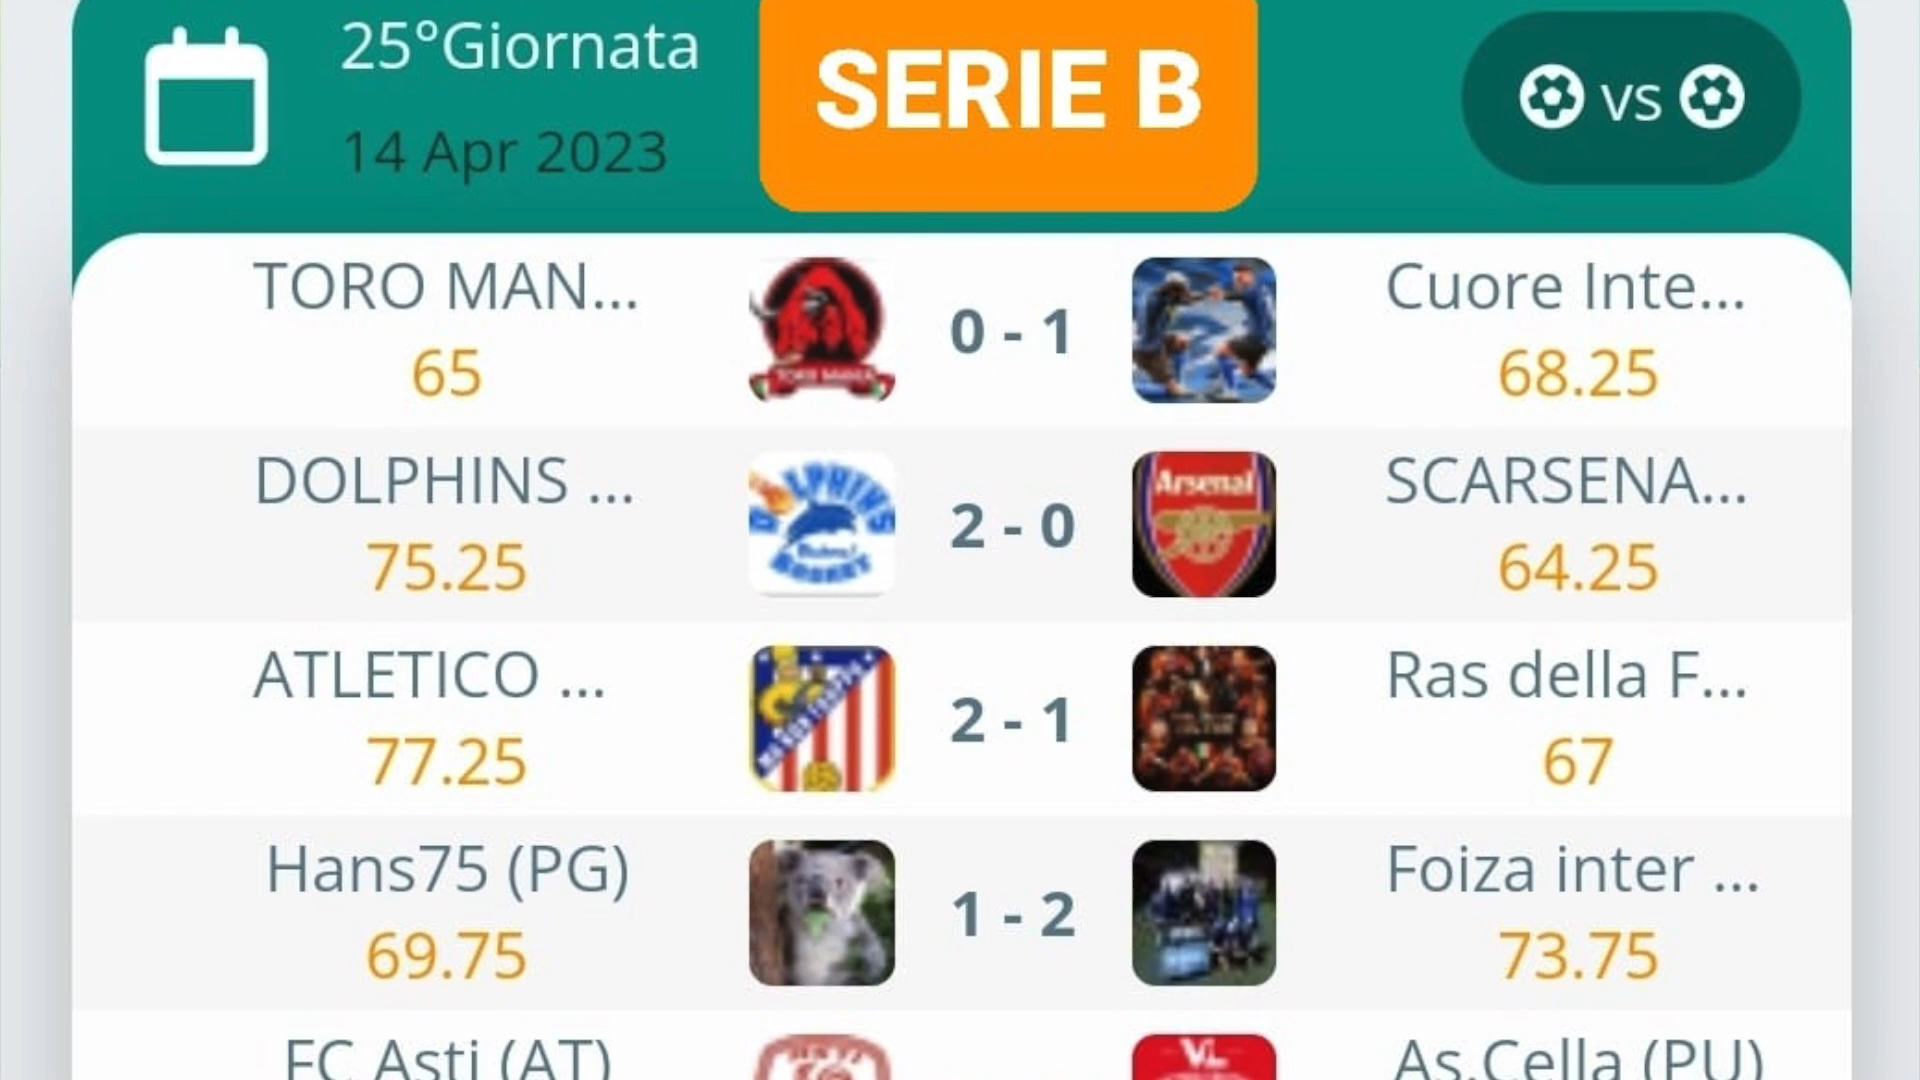 25°Giornata
14 Apr 2023
SERIE B
vs
TORO MAN...
65
0 - 1
Cuore Inte...
68.25
DOLPHINS ...
75.25
2 - 0
Arsenal
SCARSENA...
64.25
ATLETICO ...
77.25
2 - 1
Ras della F...
67
Hans75 (PG)
69.75
1 - 2
Foiza inter ...
73.75
FC Asti (AT)
As.Cella (PU)